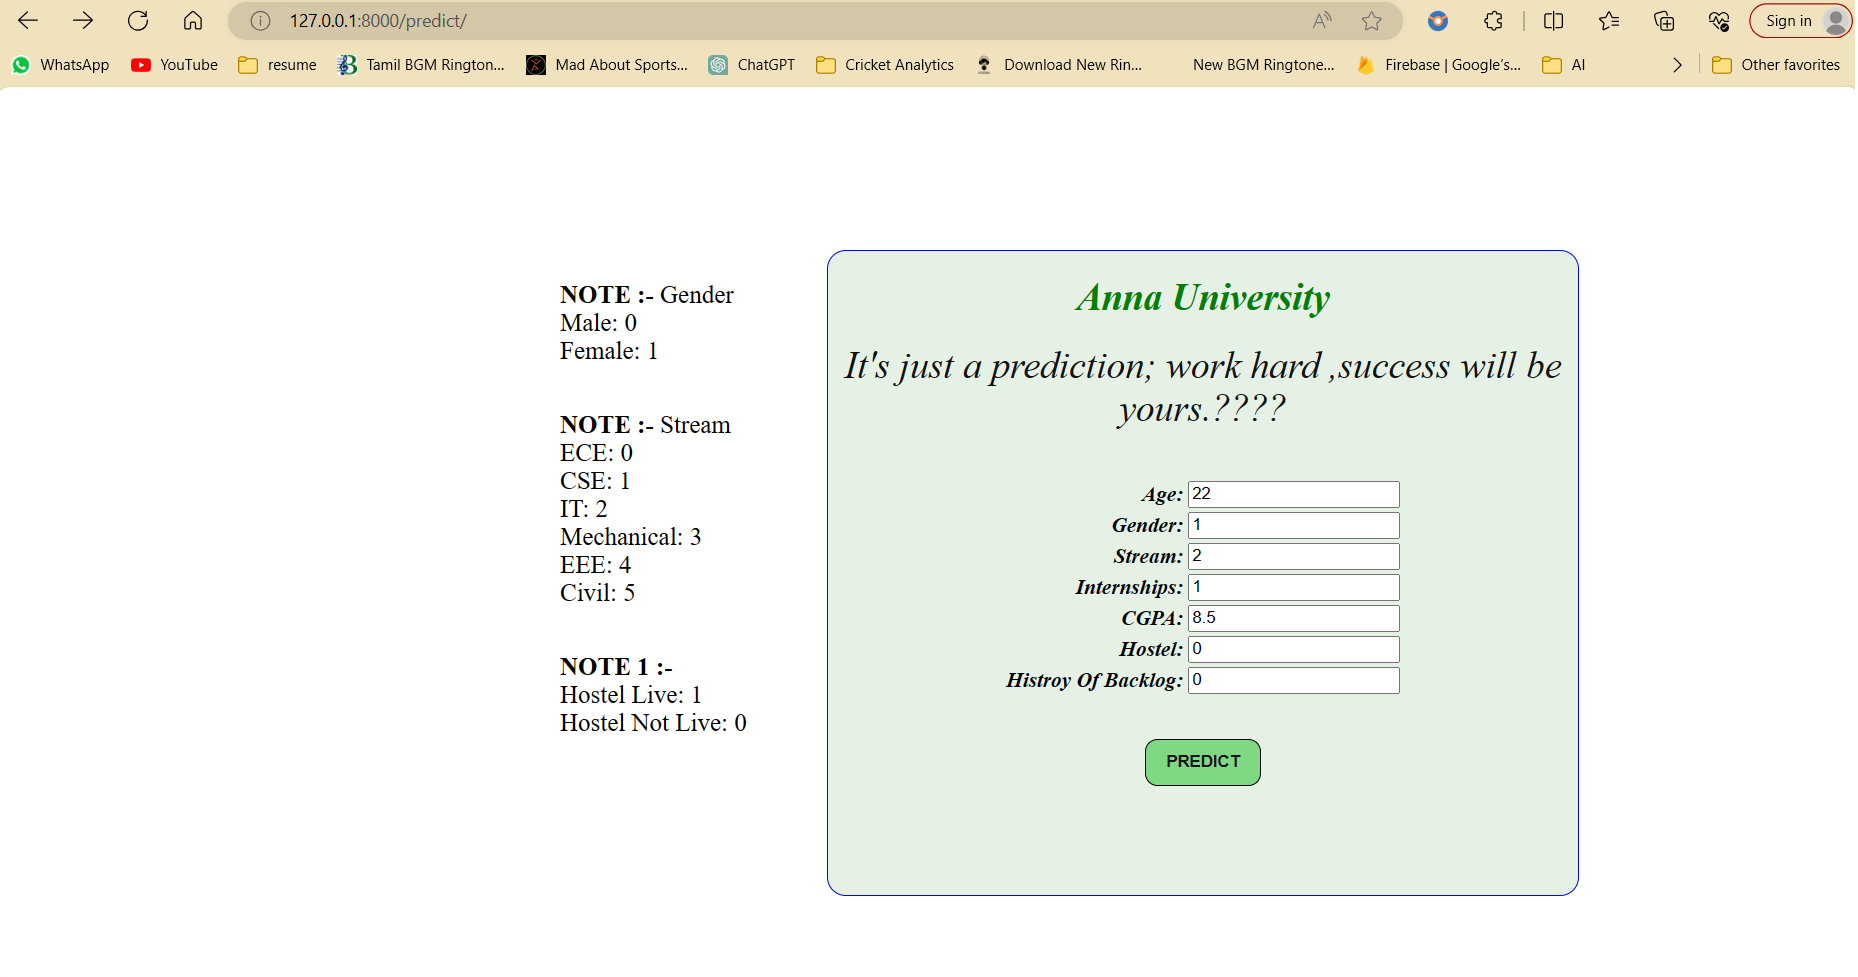 127.0.0.1:8000/predict/
Sign in
WhatsApp
YouTube
resume
Tamil BGM Rington...
Mad About Sports...
ChatGPT
Cricket Analytics
Download New Rin...
New BGM Ringtone...
Firebase | Google's...
AI
Other favorites
NOTE :- Gender
Male: 0
Female: 1
NOTE :- Stream
ECE: 0
CSE: 1
IT: 2
Mechanical: 3
EEE: 4
Civil: 5
NOTE 1 :-
Hostel Live: 1
Hostel Not Live: 0
Anna University
It's just a prediction; work hard ,success will be
yours.????
Age: 22
Gender: 1
Stream: 2
Internships: 1
CGPA: 8.5
Hostel: 0
Histroy Of Backlog: 0
PREDICT